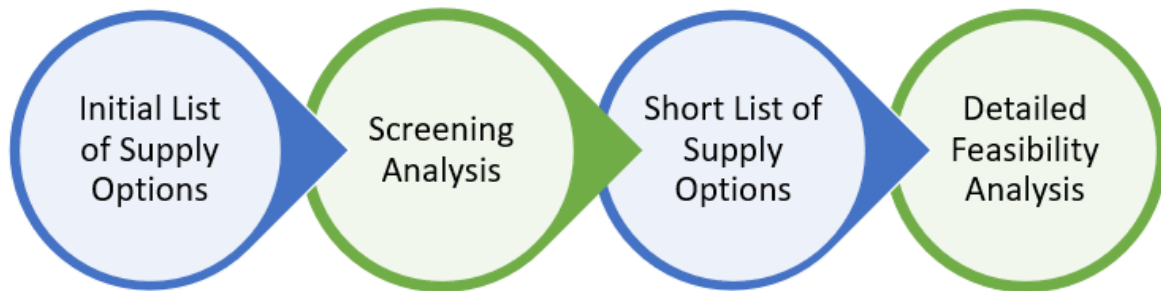 Initial List
of Supply
Options
Screening
Analysis
Short List of
Supply
Options
Detailed
Feasibility
Analysis